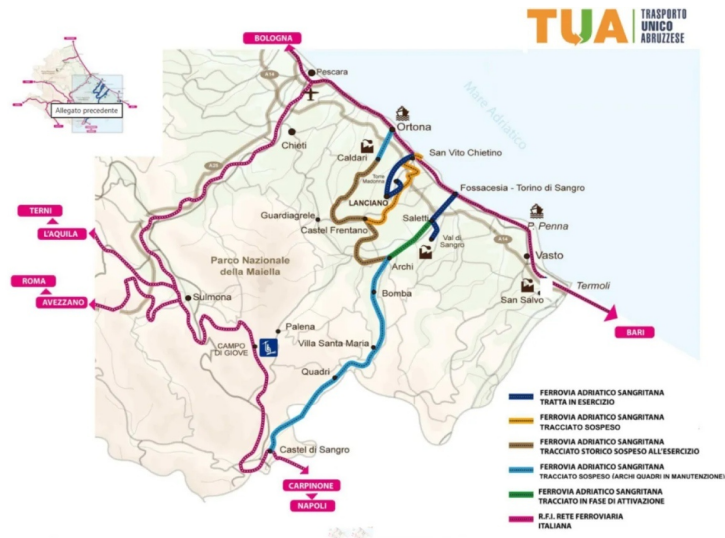 TUA
TRASPORTO
UNICO
ABRUZZESE
Allegato precedente
BOLOGNA
A14
Pescara
Mare Adriatico
Ortona
Chieti
Caldari
San Vito Chietino
Torre
Madonna
A25
LANCIANO
Fossacesia - Torino di Sangro
TERNI
L'AQUILA
Guardiagrele
Castel Frentano
Saletti
P. Penna
Val di
Sangro
A14
Vasto
Parco Nazionale
della Maiella
Archi
ROMA
AVEZZANO
Sulmona
Bomba
San Salvo
Termoli
BARI
Palena
CAMPO
DI GIOVE
Villa Santa Maria
Quadri
Castel di Sangro
CARPINONE
NAPOLI
FERROVIA ADRIATICO SANGRITANA
TRATTA IN ESERCIZIO
FERROVIA ADRIATICO SANGRITANA
TRACCIATO SOSPESO
FERROVIA ADRIATICO SANGRITANA
TRACCIATO STORICO SOSPESO ALL'ESERCIZIO
FERROVIA ADRIATICO SANGRITANA
TRACCIATO SOSPESO (ARCHI QUADRI IN MANUTENZIONE)
FERROVIA ADRIATICO SANGRITANA
TRACCIATO IN FASE DI ATTIVAZIONE
R.F.I. RETE FERROVIARIA
ITALIANA